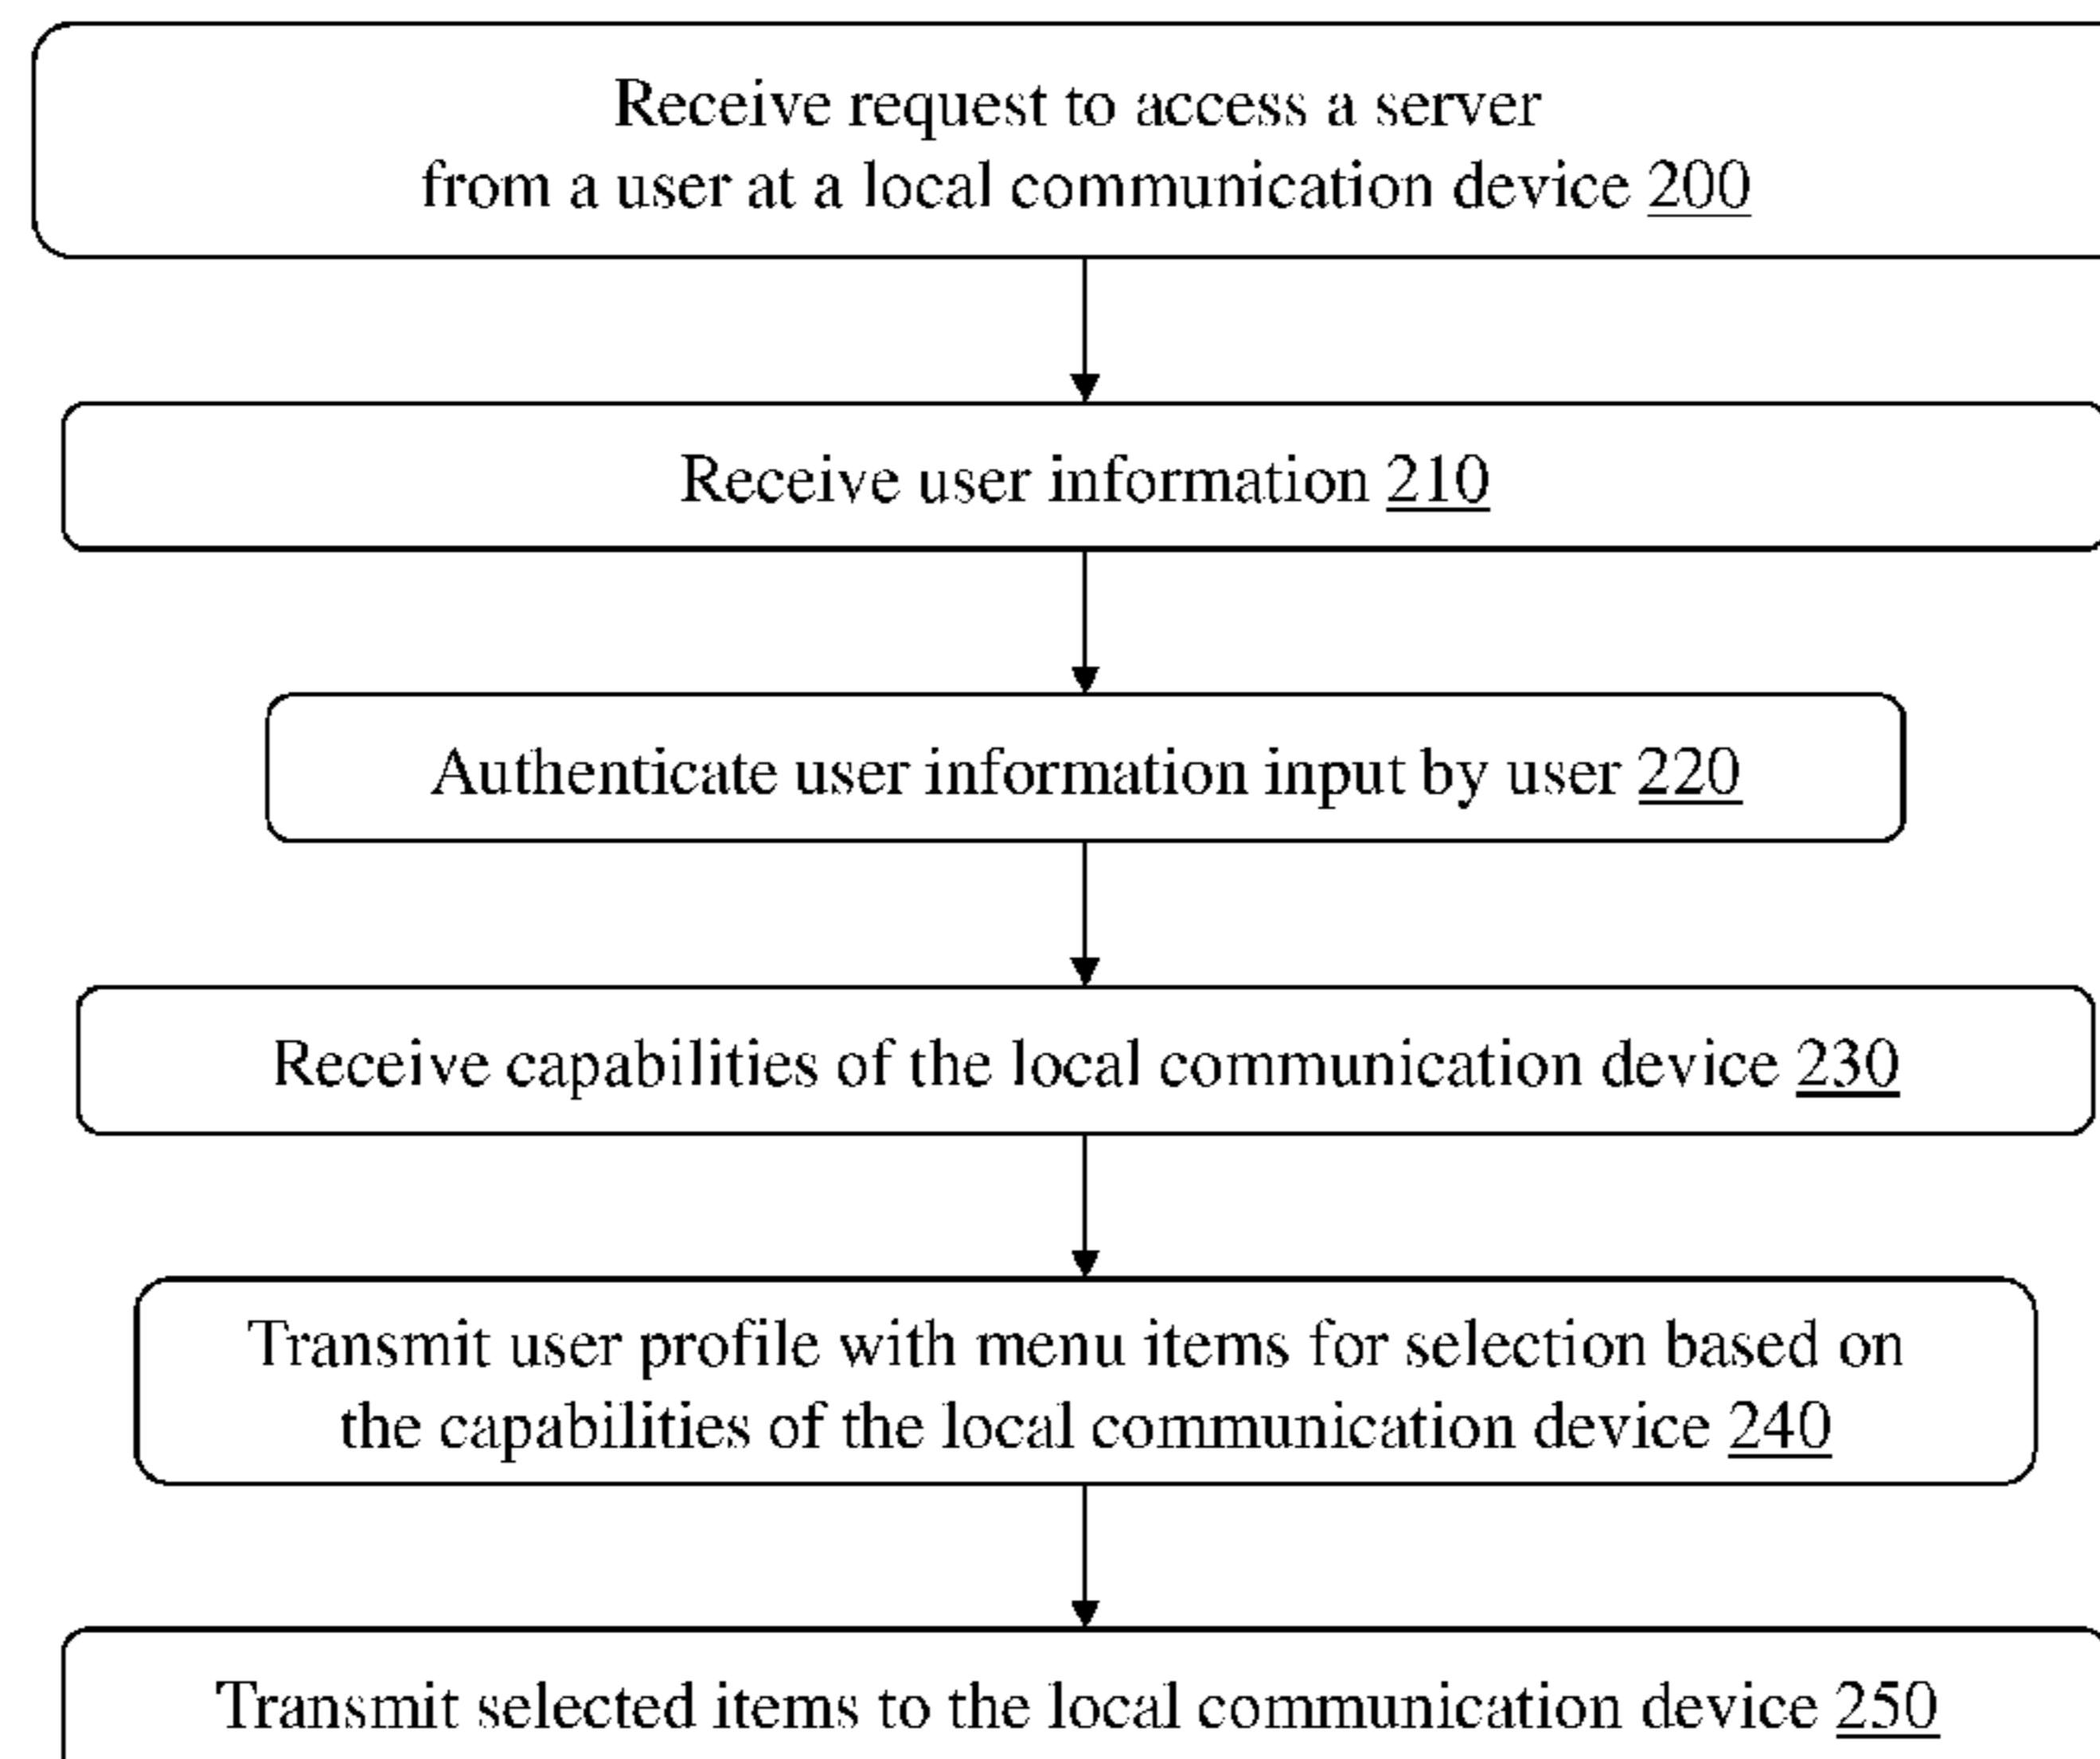 Receive request to access a server
from a user at a local communication device 200
Receive user information 210
Authenticate user information input by user 220
Receive capabilities of the local communication device 230
Transmit user profile with menu items for selection based on
the capabilities of the local communication device 240
Transmit selected items to the local communication device 250